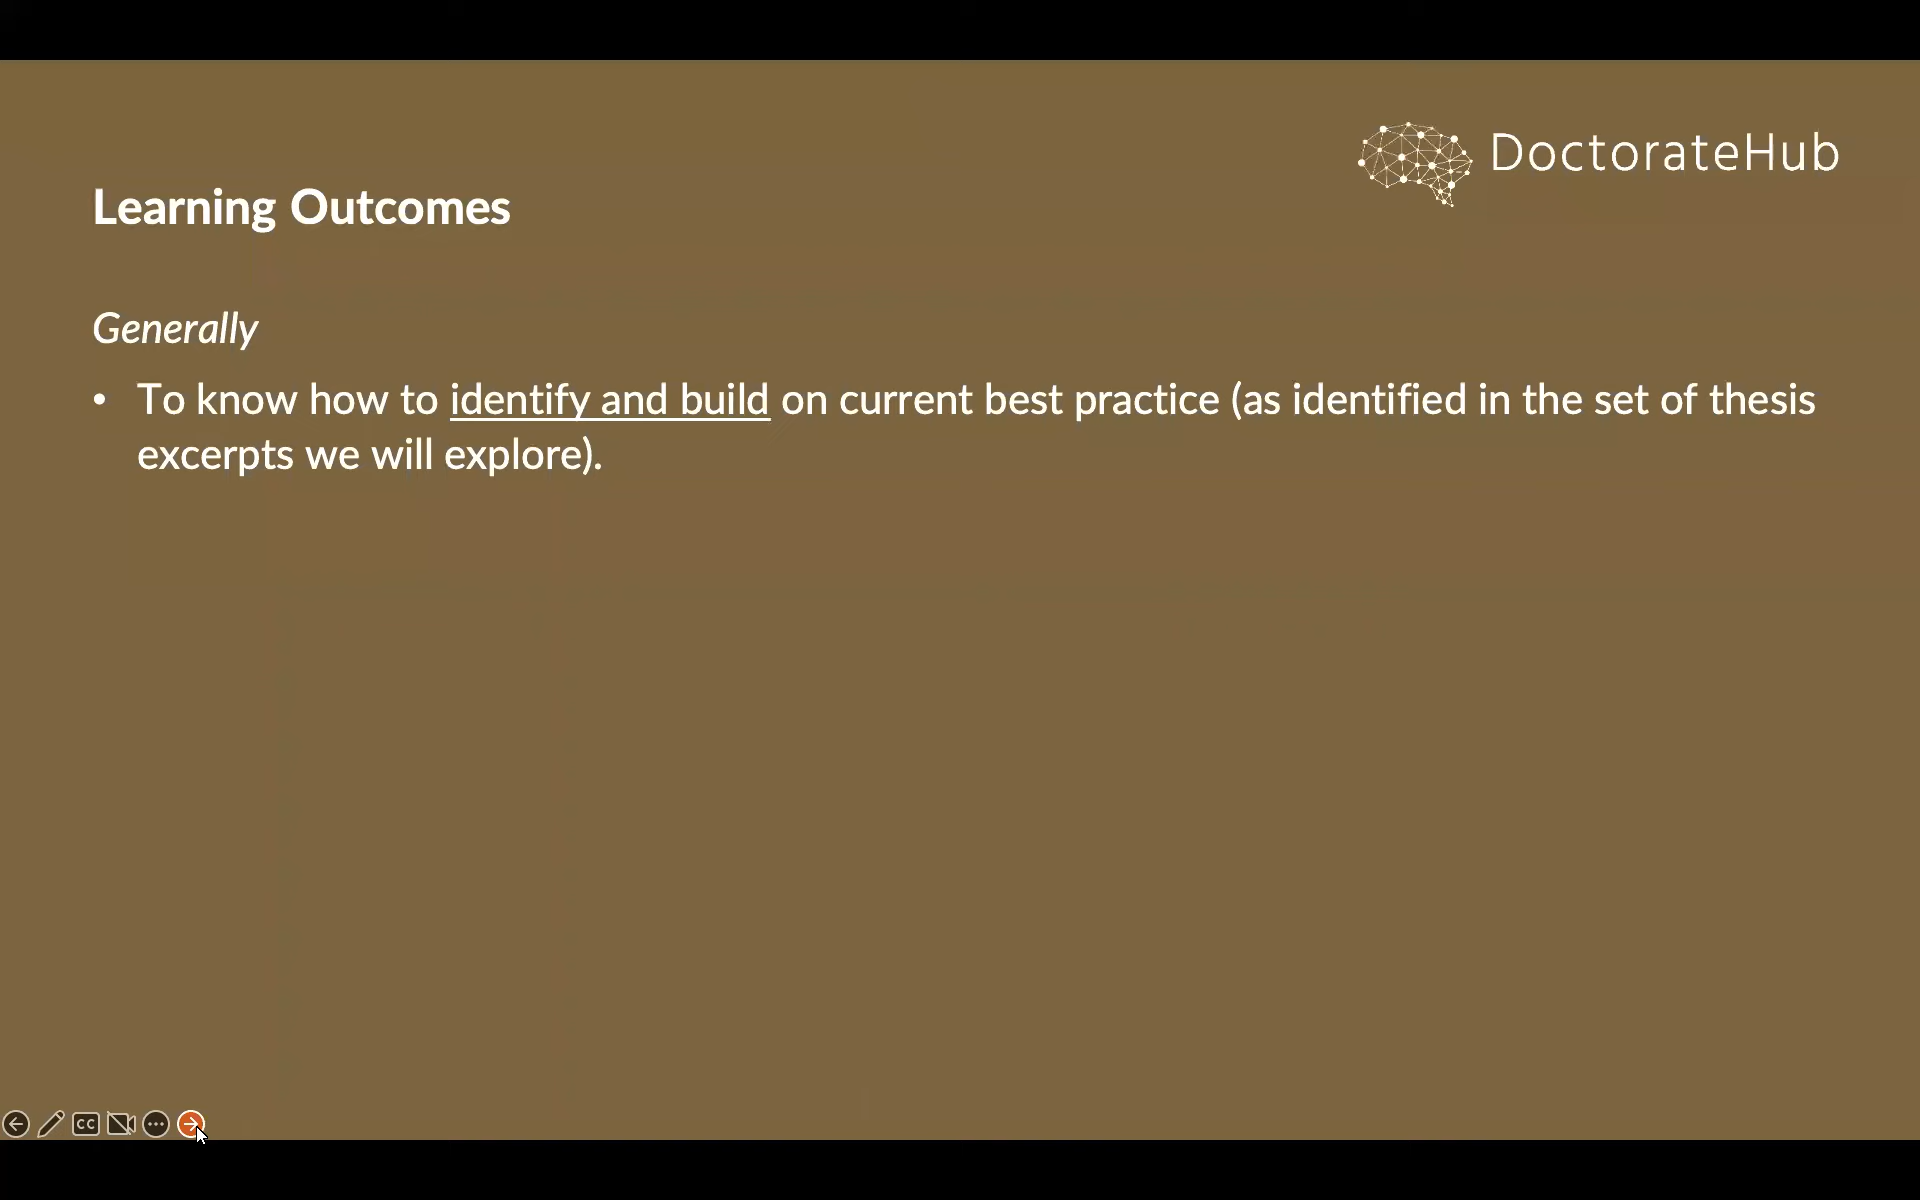 DoctorateHub
Learning Outcomes
Generally
• To know how to identify and build on current best practice (as identified in the set of thesis
excerpts we will explore).
CC